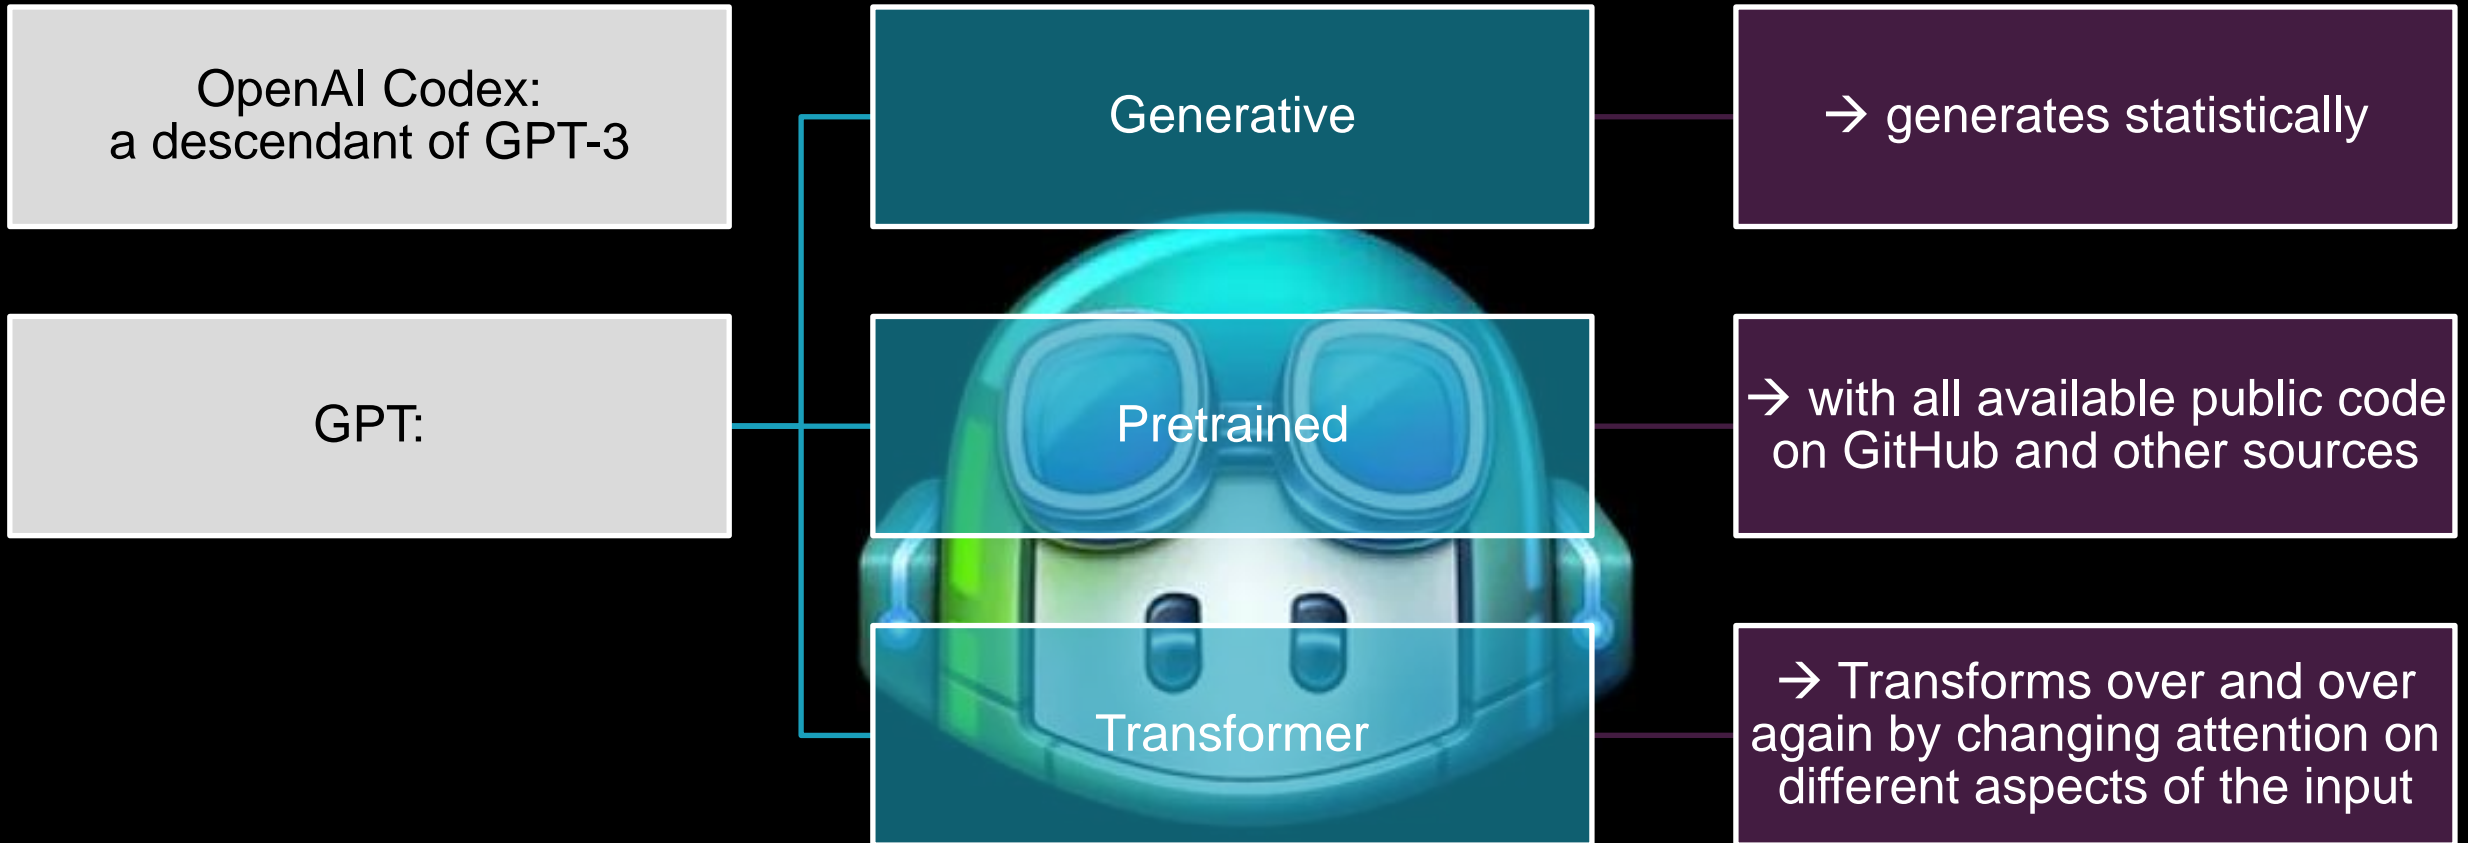 OpenAI Codex:
a descendant of GPT-3
Generative
→ generates statistically
GPT:
Pretrained
→ with all available public code
on GitHub and other sources
Transformer
→ Transforms over and over
again by changing attention on
different aspects of the input